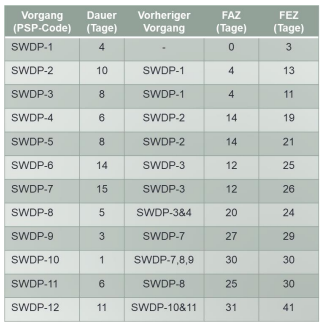 Vorgang (PSP-Code) Dauer (Tage) Vorheriger Vorgang FAZ (Tage) FEZ (Tage)
SWDP-1 4 - 0 3
SWDP-2 10 SWDP-1 4 13
SWDP-3 8 SWDP-1 4 11
SWDP-4 6 SWDP-2 14 19
SWDP-5 8 SWDP-2 14 21
SWDP-6 14 SWDP-3 12 25
SWDP-7 15 SWDP-3 12 26
SWDP-8 5 SWDP-3&4 20 24
SWDP-9 3 SWDP-7 27 29
SWDP-10 1 SWDP-7,8,9 30 30
SWDP-11 6 SWDP-8 25 30
SWDP-12 11 SWDP-10&11 31 41